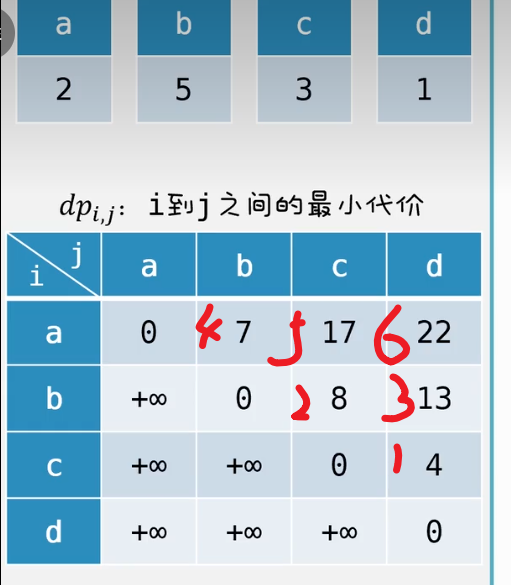 a b c d
2 5 3 1
dp_{i,j}: i到j之间的最小代价
i j a b c d
a 0 4 7 5 17 6 22
b +∞ 0 2 8 3 13
c +∞ +∞ 0 1 4
d +∞ +∞ +∞ 0